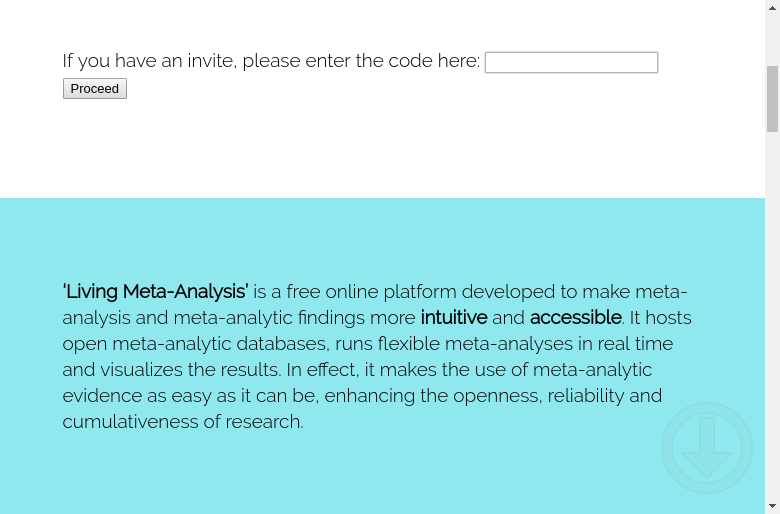 If you have an invite, please enter the code here:
Proceed
‘Living Meta-Analysis’ is a free online platform developed to make meta-
analysis and meta-analytic findings more intuitive and accessible. It hosts
open meta-analytic databases, runs flexible meta-analyses in real time
and visualizes the results. In effect, it makes the use of meta-analytic
evidence as easy as it can be, enhancing the openness, reliability and
cumulativeness of research.